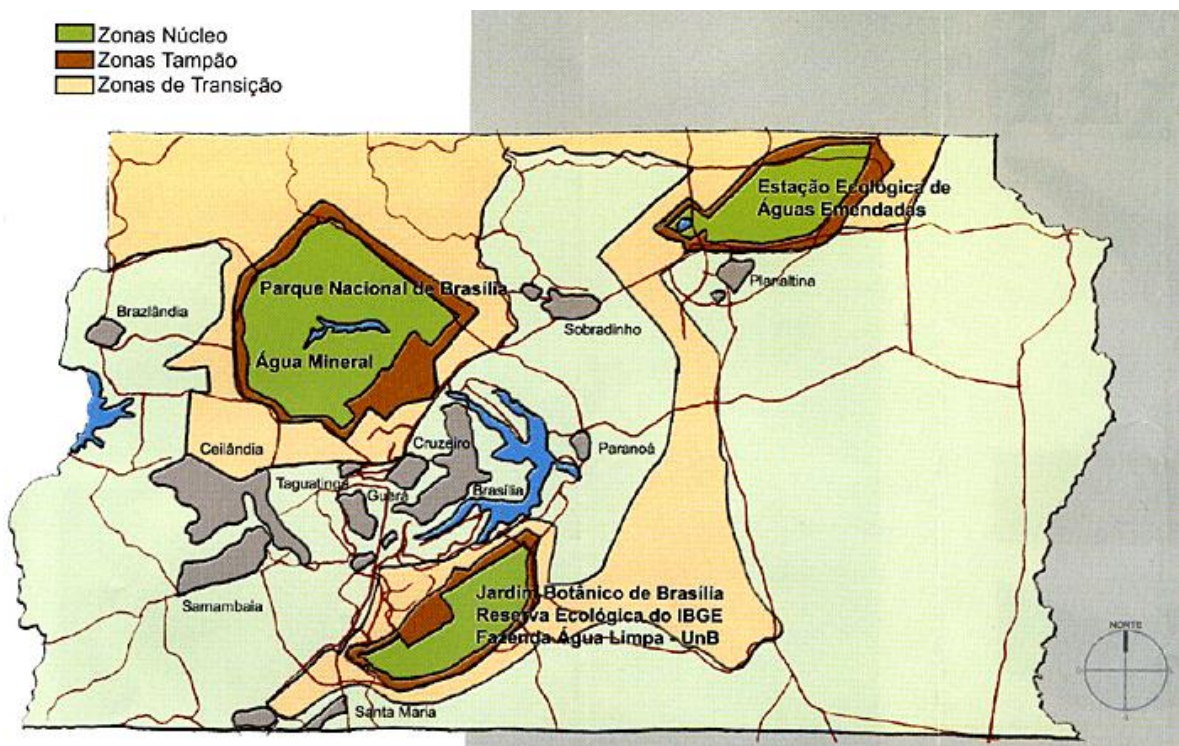 Zonas Núcleo
Zonas Tampão
Zonas de Transição
Estação Ecológica de
Águas Emendadas
Planaltina
Parque Nacional de Brasília
Sobradinho
Brazlândia
Água Mineral
Ceilândia
Cruzeiro
Paranoá
Taguatinga
Guará
Brasília
Samambaia
Jardim Botânico de Brasília
Reserva Ecológica do IBGE
Fazenda Água Limpa - UnB
Santa Maria
NORTE